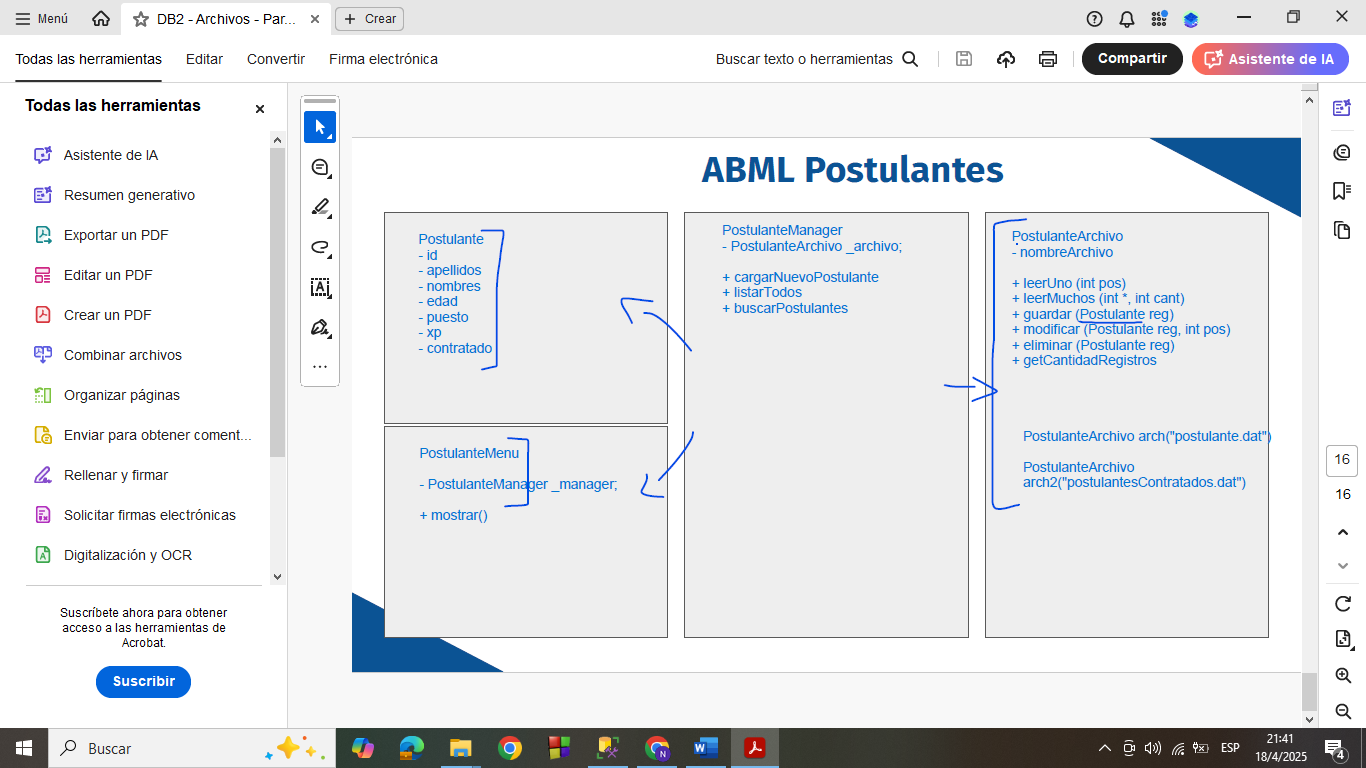 Menú
DB2 - Archivos - Par...
Crear
Todas las herramientas
Editar
Convertir
Firma electrónica
Buscar texto o herramientas
Compartir
Asistente de IA
Todas las herramientas
Asistente de IA
Resumen generativo
Exportar un PDF
Editar un PDF
Crear un PDF
Combinar archivos
Organizar páginas
Enviar para obtener coment...
Rellenar y firmar
Solicitar firmas electrónicas
Digitalización y OCR
Suscríbete ahora para obtener
acceso a las herramientas de
Acrobat.
Suscribir
ABML Postulantes
Postulante
- id
- apellidos
- nombres
- edad
- puesto
- xp
- contratado
PostulanteMenu
- PostulanteManager _manager;
+ mostrar()
PostulanteManager
- PostulanteArchivo _archivo;
+ cargarNuevoPostulante
+ listarTodos
+ buscarPostulantes
PostulanteArchivo
- nombreArchivo
+ leerUno (int pos)
+ leerMuchos (int *, int cant)
+ guardar (Postulante reg)
+ modificar (Postulante reg, int pos)
+ eliminar (Postulante reg)
+ getCantidadRegistros
PostulanteArchivo arch("postulante.dat")
PostulanteArchivo
arch2("postulantesContratados.dat")
16
16
Buscar
ESP
21:41
18/4/2025
4